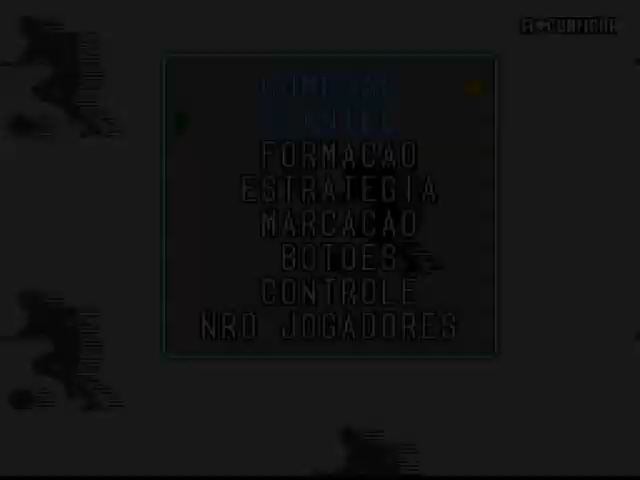 FORMACAO
ESTRATEGIA
MARCACAO
BOTOES
CONTROLE
NRO JOGADORES